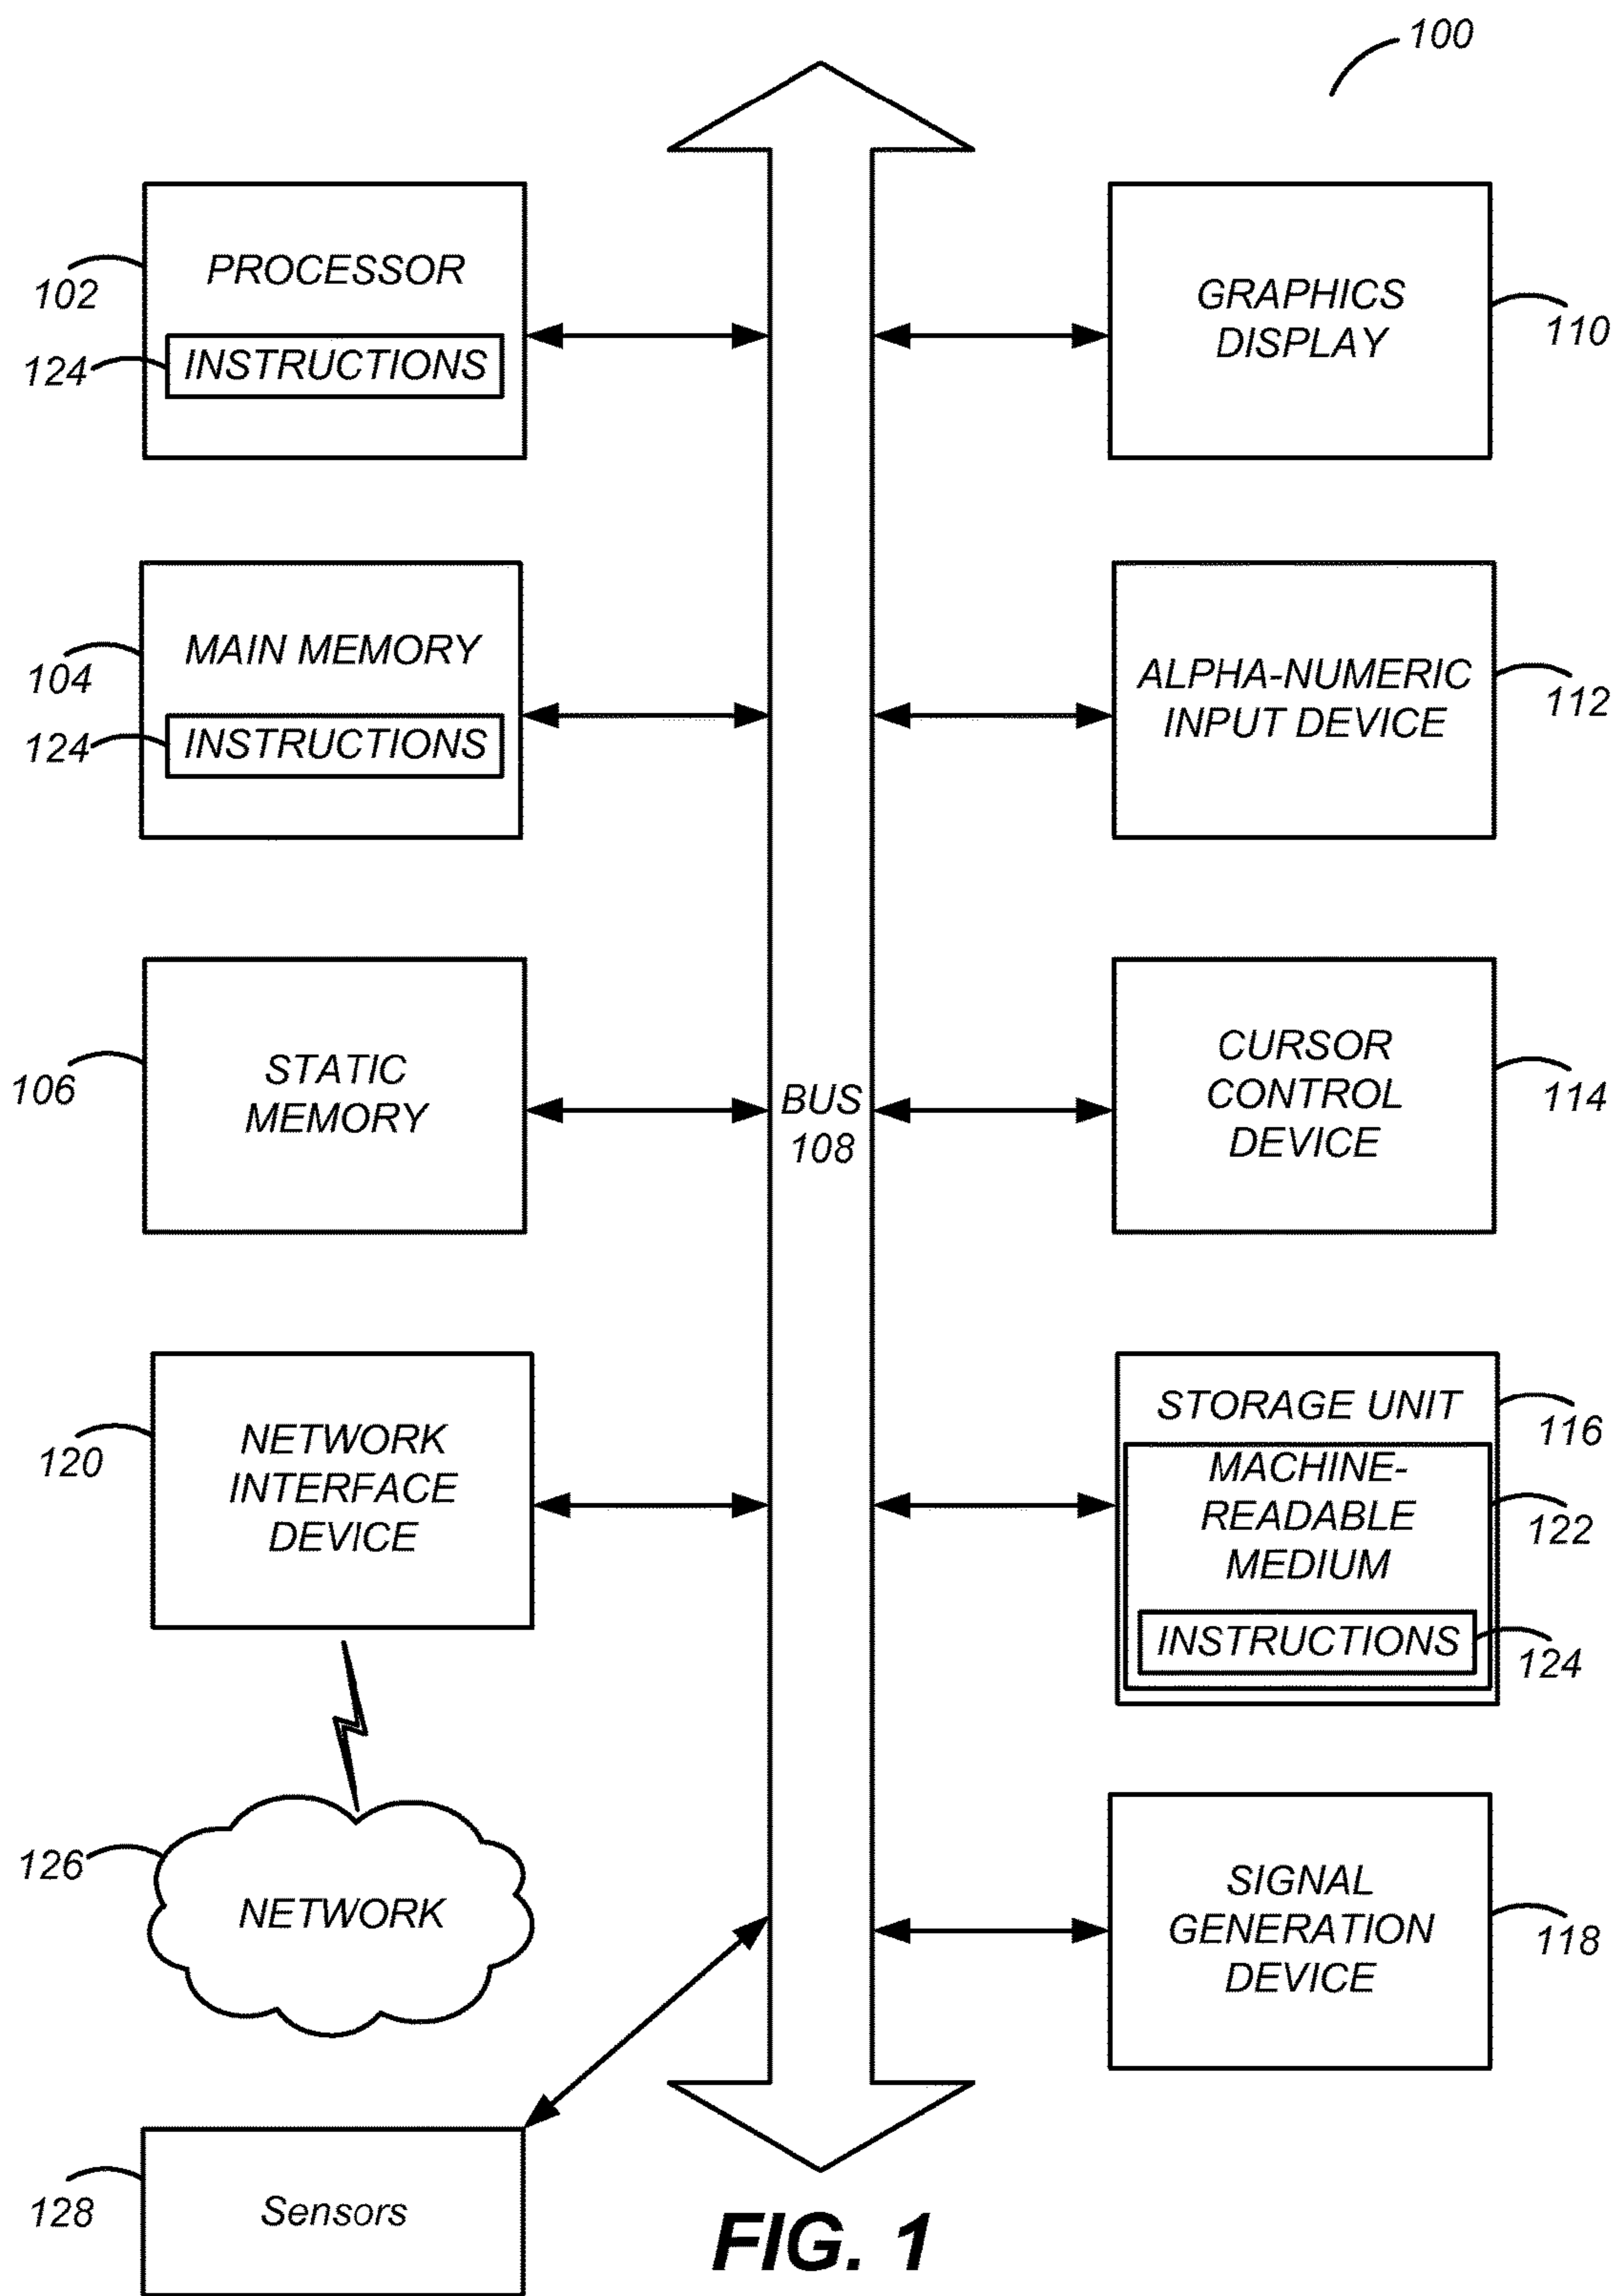 100
PROCESSOR
102
INSTRUCTIONS
124
GRAPHICS
DISPLAY
110
MAIN MEMORY
104
INSTRUCTIONS
124
ALPHA-NUMERIC
INPUT DEVICE
112
STATIC
MEMORY
106
BUS
108
CURSOR
CONTROL
DEVICE
114
NETWORK
INTERFACE
DEVICE
120
STORAGE UNIT
116
MACHINE-
READABLE
MEDIUM
122
INSTRUCTIONS
124
126
NETWORK
SIGNAL
GENERATION
DEVICE
118
128
Sensors
FIG. 1